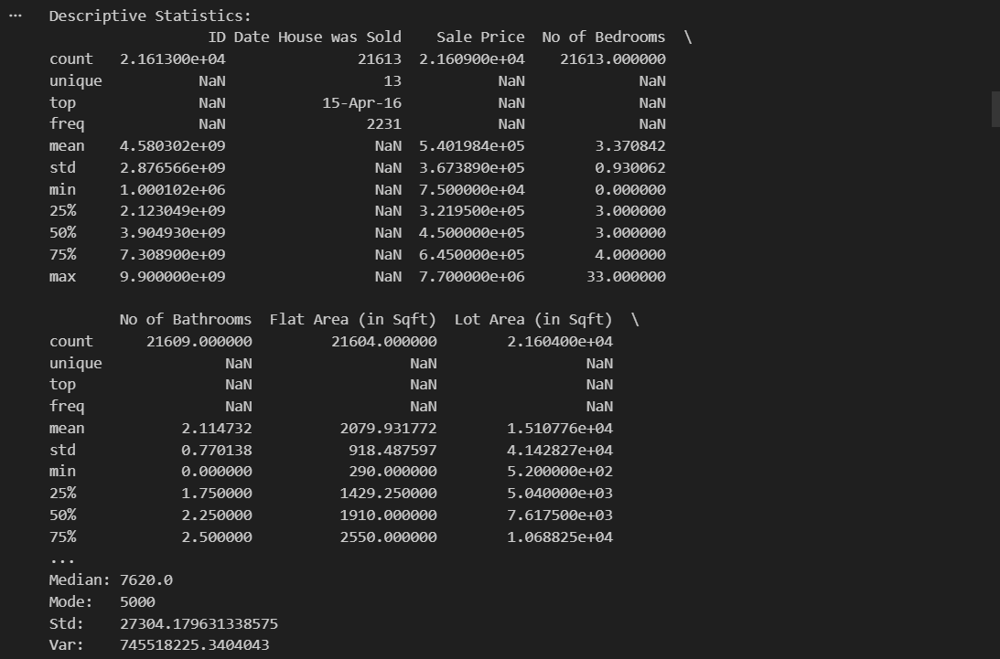 ...
Descriptive Statistics:
ID Date House was Sold Sale Price No of Bedrooms \
count 2.161300e+04 21613 2.160900e+04 21613.000000
unique NaN 13 NaN NaN
top NaN 15-Apr-16 NaN NaN
freq NaN 2231 NaN NaN
mean 4.580302e+09 NaN 5.401984e+05 3.370842
std 2.876566e+09 NaN 3.673890e+05 0.930062
min 1.000102e+06 NaN 7.500000e+04 0.000000
25% 2.123049e+09 NaN 3.219500e+05 3.000000
50% 3.904930e+09 NaN 4.500000e+05 3.000000
75% 7.308900e+09 NaN 6.450000e+05 4.000000
max 9.900000e+09 NaN 7.700000e+06 33.000000
No of Bathrooms Flat Area (in Sqft) Lot Area (in Sqft) \
count 21609.000000 21604.000000 2.160400e+04
unique NaN NaN NaN
top NaN NaN NaN
freq NaN NaN NaN
mean 2.114732 2079.931772 1.510776e+04
std 0.770138 918.487597 4.142827e+04
min 0.000000 290.000000 5.200000e+02
25% 1.750000 1429.250000 5.040000e+03
50% 2.250000 1910.000000 7.617500e+03
75% 2.500000 2550.000000 1.068825e+04
...
Median: 7620.0
Mode: 5000
Std: 27304.179631338575
Var: 745518225.3404043